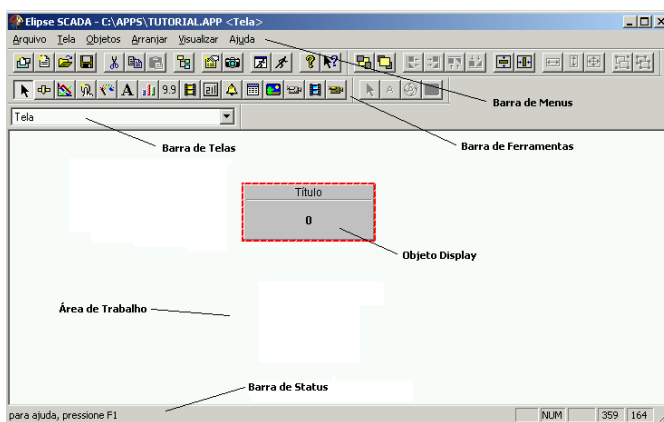 Elipse SCADA - C:\APPS\TUTORIAL.APP <Tela>
Arquivo Tela Objetos Arranjar Visualizar Ajuda
A 9.9 A
Barra de Menus
Tela
Barra de Telas
Barra de Ferramentas
Título
0
Objeto Display
Área de Trabalho
Barra de Status
para ajuda, pressione F1 NUM 359 164